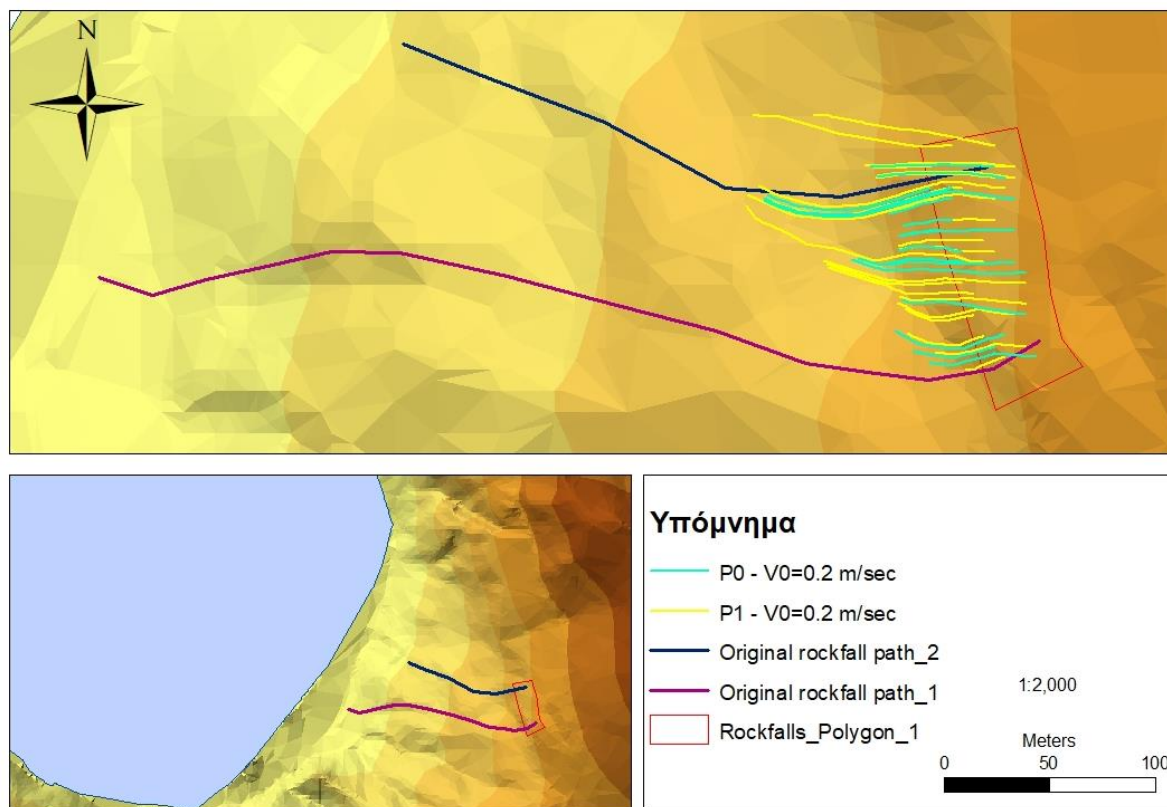 N
Υπόμνημα
P0 - V0=0.2 m/sec
P1 - V0=0.2 m/sec
Original rockfall path_2
Original rockfall path_1
1:2,000
Rockfalls_Polygon_1
Meters
0 50 100